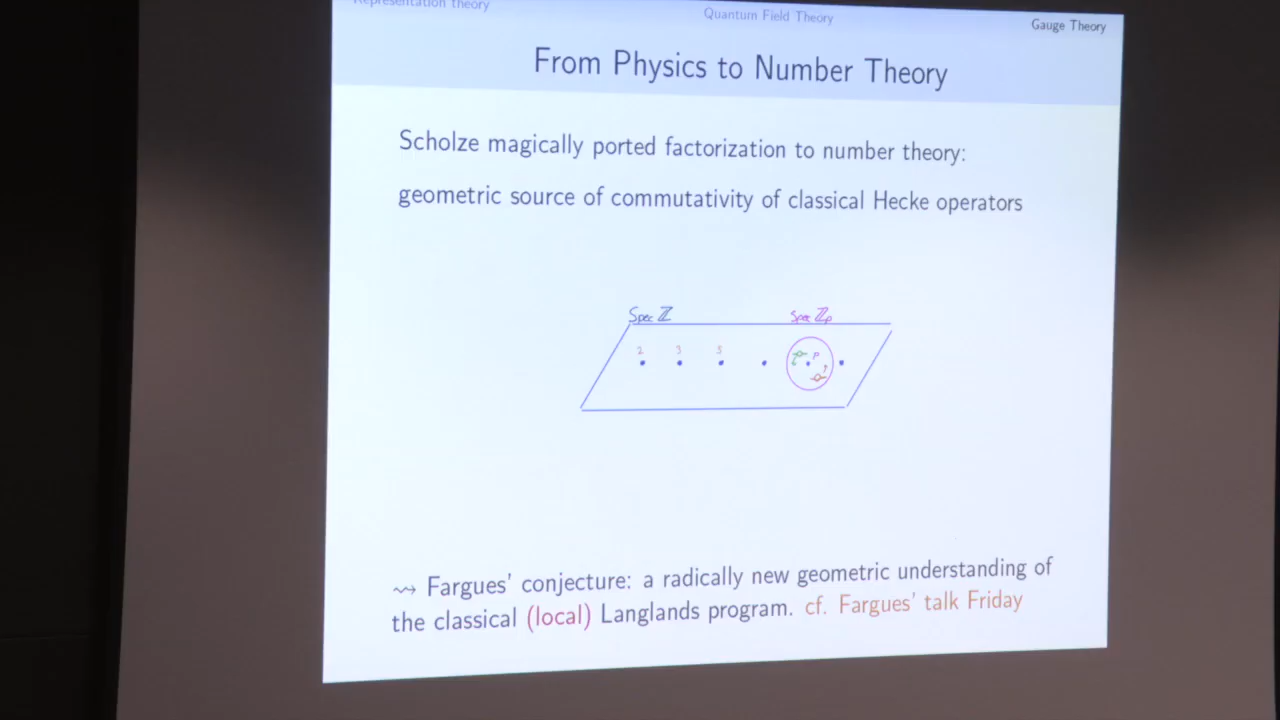 Representation theory
Quantum Field Theory
Gauge Theory
From Physics to Number Theory
Scholze magically ported factorization to number theory:
geometric source of commutativity of classical Hecke operators
Spec ℤ
Spec ℤp
2 3 5
p
⇝ Fargues' conjecture: a radically new geometric understanding of
the classical (local) Langlands program. cf. Fargues' talk Friday